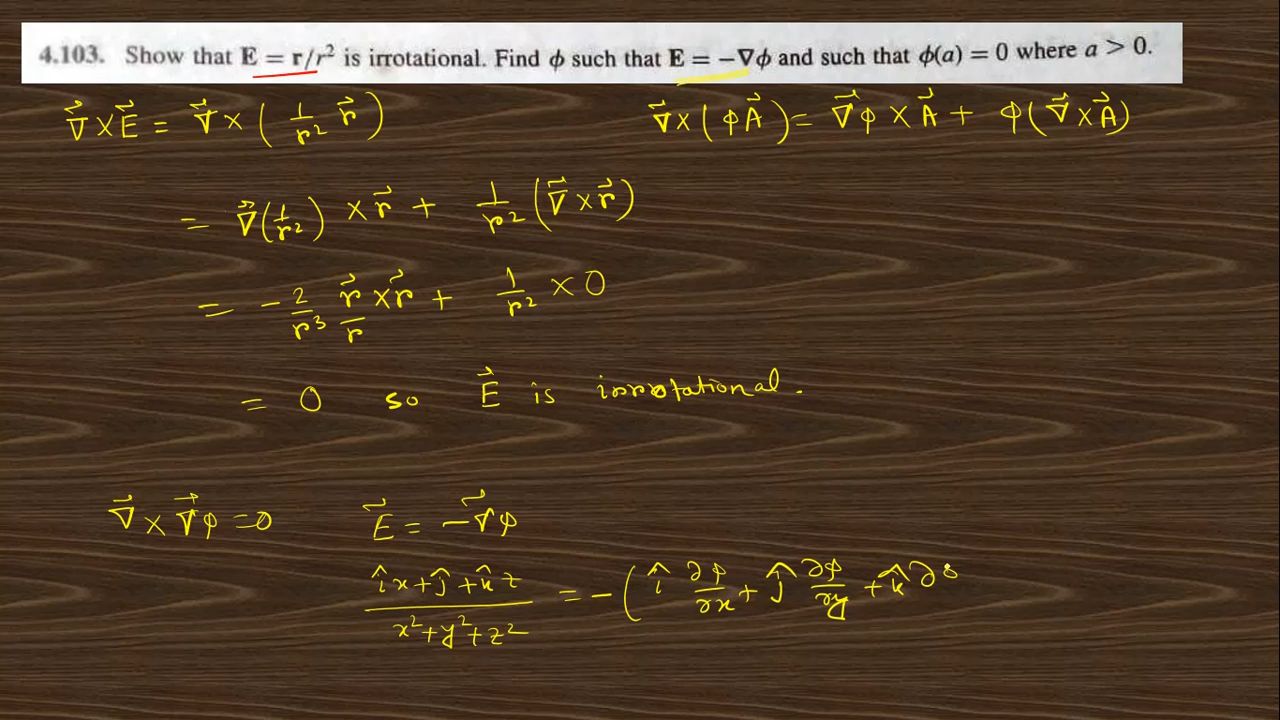 4.103. Show that E = r/r² is irrotational. Find ϕ such that E = −∇ϕ and such that ϕ(a) = 0 where a > 0.
∇⃗ × E⃗ = ∇⃗ × ( 1/r² r⃗ )
∇⃗ × ( φA⃗ ) = ∇⃗φ × A⃗ + φ( ∇⃗ × A⃗ )
= ∇⃗(1/r²) × r⃗ + 1/r² ( ∇⃗ × r⃗ )
= − 2/r³ r⃗/r × r⃗ + 1/r² × 0
= 0 so E⃗ is irrotational.
∇⃗ × ∇⃗φ = 0 E⃗ = −∇⃗φ
(îx + ĵ + k̂z)/(x² + y² + z²) = − ( î ∂φ/∂x + ĵ ∂φ/∂y + k̂ ∂